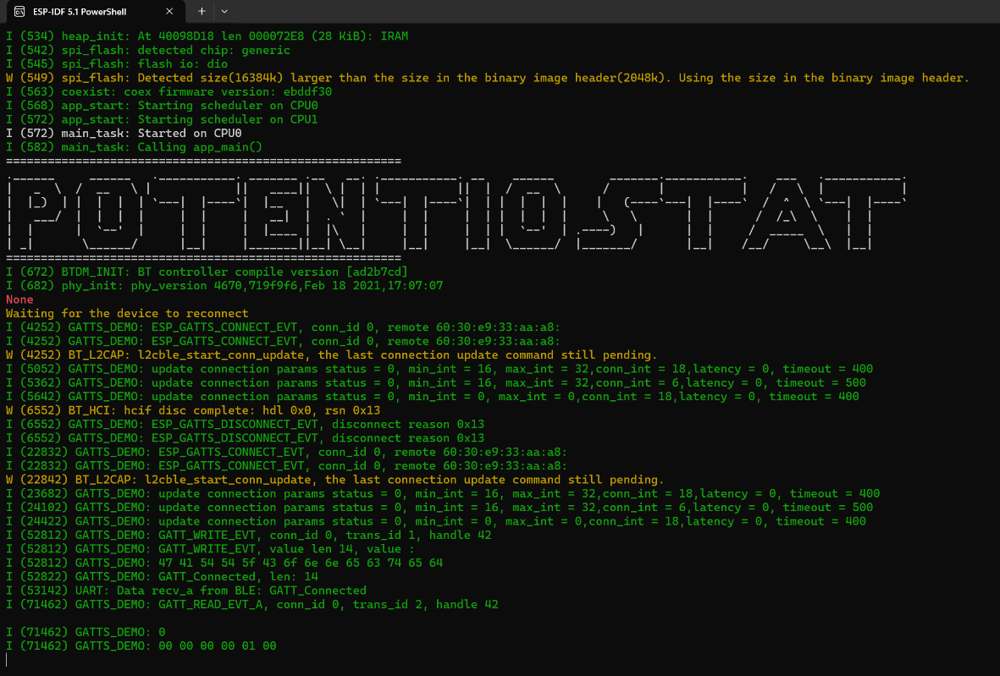 ESP-IDF 5.1 PowerShell
I (534) heap_init: At 40098D18 len 000072E8 (28 KiB): IRAM
I (542) spi_flash: detected chip: generic
I (545) spi_flash: flash io: dio
W (549) spi_flash: Detected size(16384k) larger than the size in the binary image header(2048k). Using the size in the binary image header.
I (563) coexist: coex firmware version: ebddf30
I (568) app_start: Starting scheduler on CPU0
I (572) app_start: Starting scheduler on CPU1
I (572) main_task: Started on CPU0
I (582) main_task: Calling app_main()
POTENTIOSTAT
I (672) BTDM_INIT: BT controller compile version [ad2b7cd]
I (682) phy_init: phy_version 4670,719f9f6,Feb 18 2021,17:07:07
None
Waiting for the device to reconnect
I (4252) GATTS_DEMO: ESP_GATTS_CONNECT_EVT, conn_id 0, remote 60:30:e9:33:aa:a8:
I (4252) GATTS_DEMO: ESP_GATTS_CONNECT_EVT, conn_id 0, remote 60:30:e9:33:aa:a8:
W (4252) BT_L2CAP: l2cble_start_conn_update, the last connection update command still pending.
I (5052) GATTS_DEMO: update connection params status = 0, min_int = 16, max_int = 32,conn_int = 18,latency = 0, timeout = 400
I (5362) GATTS_DEMO: update connection params status = 0, min_int = 16, max_int = 32,conn_int = 6,latency = 0, timeout = 500
I (5642) GATTS_DEMO: update connection params status = 0, min_int = 0, max_int = 0,conn_int = 18,latency = 0, timeout = 400
W (6552) BT_HCI: hcif disc complete: hdl 0x0, rsn 0x13
I (6552) GATTS_DEMO: ESP_GATTS_DISCONNECT_EVT, disconnect reason 0x13
I (6552) GATTS_DEMO: ESP_GATTS_DISCONNECT_EVT, disconnect reason 0x13
I (22832) GATTS_DEMO: ESP_GATTS_CONNECT_EVT, conn_id 0, remote 60:30:e9:33:aa:a8:
I (22832) GATTS_DEMO: ESP_GATTS_CONNECT_EVT, conn_id 0, remote 60:30:e9:33:aa:a8:
W (22842) BT_L2CAP: l2cble_start_conn_update, the last connection update command still pending.
I (23682) GATTS_DEMO: update connection params status = 0, min_int = 16, max_int = 32,conn_int = 18,latency = 0, timeout = 400
I (24102) GATTS_DEMO: update connection params status = 0, min_int = 16, max_int = 32,conn_int = 6,latency = 0, timeout = 500
I (24422) GATTS_DEMO: update connection params status = 0, min_int = 0, max_int = 0,conn_int = 18,latency = 0, timeout = 400
I (52812) GATTS_DEMO: GATT_WRITE_EVT, conn_id 0, trans_id 1, handle 42
I (52812) GATTS_DEMO: GATT_WRITE_EVT, value len 14, value :
I (52812) GATTS_DEMO: 47 41 54 54 5f 43 6f 6e 6e 65 63 74 65 64
I (52822) GATTS_DEMO: GATT_Connected, len: 14
I (53142) UART: Data recv_a from BLE: GATT_Connected
I (71462) GATTS_DEMO: GATT_READ_EVT_A, conn_id 0, trans_id 2, handle 42
I (71462) GATTS_DEMO: 0
I (71462) GATTS_DEMO: 00 00 00 00 01 00